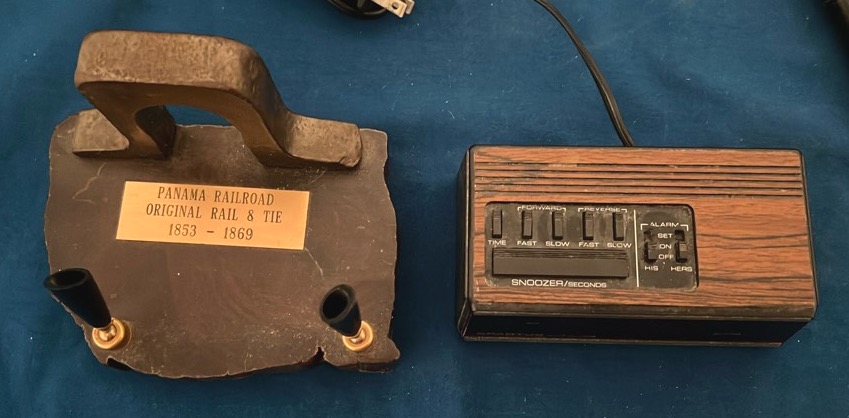 PANAMA RAILROAD
ORIGINAL RAIL & TIE
1853 - 1869
FORWARD REVERSE
TIME FAST SLOW FAST SLOW
SNOOZER/SECONDS
ALARM
SET
ON
OFF
HIS HERS